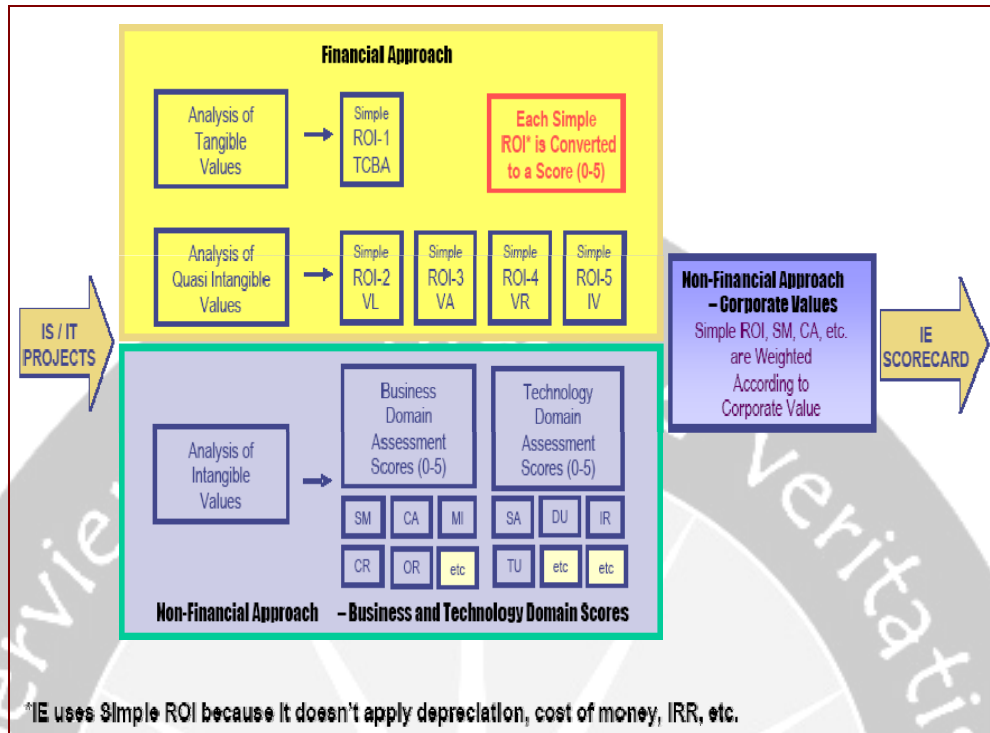 Financial Approach
Analysis of
Tangible
Values
Simple
ROI-1
TCBA
Each Simple
ROI* is Converted
to a Score (0-5)
Analysis of
Quasi Intangible
Values
Simple
ROI-2
VL
Simple
ROI-3
VA
Simple
ROI-4
VR
Simple
ROI-5
IV
IS / IT
PROJECTS
Non-Financial Approach
– Corporate Values
Simple ROI, SM, CA, etc.
are Weighted
According to
Corporate Value
IE
SCORECARD
Analysis of
Intangible
Values
Business
Domain
Assessment
Scores (0-5)
Technology
Domain
Assessment
Scores (0-5)
SM
CA
MI
SA
DU
IR
CR
OR
etc
TU
etc
etc
Non-Financial Approach – Business and Technology Domain Scores
*IE uses Simple ROI because it doesn't apply depreciation, cost of money, IRR, etc.